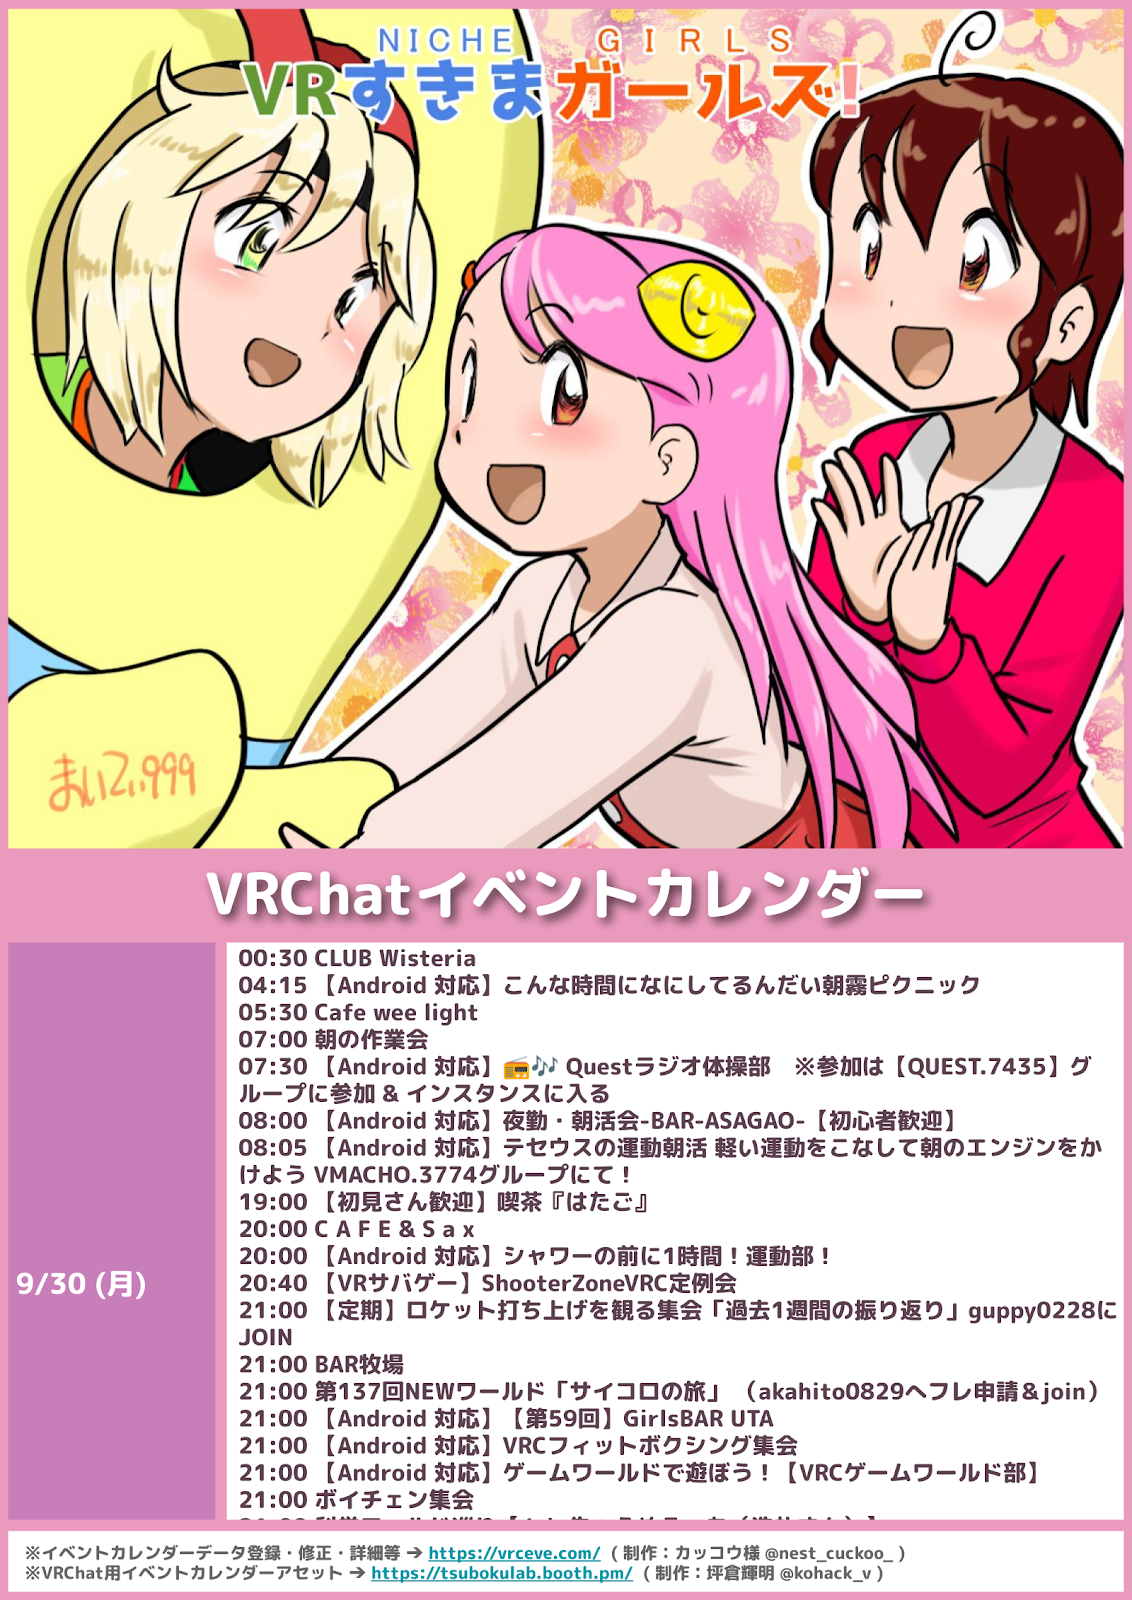 NICHE GIRLS
VRすきまガールズ!
まいてぃ999
VRChatイベントカレンダー
9/30 (月)
00:30 CLUB Wisteria
04:15 【Android 対応】こんな時間になにしてるんだい朝霧ピクニック
05:30 Cafe wee light
07:00 朝の作業会
07:30 【Android 対応】📻🎶 Questラジオ体操部　※参加は【QUEST.7435】グ
ループに参加 & インスタンスに入る
08:00 【Android 対応】夜勤・朝活会-BAR-ASAGAO-【初心者歓迎】
08:05 【Android 対応】テセウスの運動朝活 軽い運動をこなして朝のエンジンをか
けよう VMACHO.3774グループにて！
19:00 【初見さん歓迎】喫茶『はたご』
20:00 C A F E & S a x
20:00 【Android 対応】シャワーの前に1時間！運動部！
20:40 【VRサバゲー】ShooterZoneVRC定例会
21:00 【定期】ロケット打ち上げを観る集会「過去1週間の振り返り」guppy0228に
JOIN
21:00 BAR牧場
21:00 第137回NEWワールド「サイコロの旅」 （akahito0829へフレ申請＆join）
21:00 【Android 対応】【第59回】GirlsBAR UTA
21:00 【Android 対応】VRCフィットボクシング集会
21:00 【Android 対応】ゲームワールドで遊ぼう！【VRCゲームワールド部】
21:00 ボイチェン集会
※イベントカレンダーデータ登録・修正・詳細等 ➔ https://vrceve.com/ ( 制作：カッコウ様 @nest_cuckoo_ )
※VRChat用イベントカレンダーアセット ➔ https://tsubokulab.booth.pm/ ( 制作：坪倉輝明 @kohack_v )